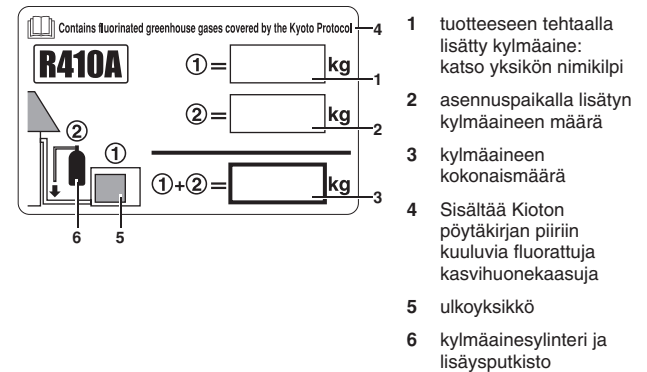 Contains fluorinated greenhouse gases covered by the Kyoto Protocol
4
R410A
①=
kg
1
②=
kg
2
②
①
①+②=
kg
3
6
5
1 tuotteeseen tehtaalla
lisätty kylmäaine:
katso yksikön nimikilpi
2 asennuspaikalla lisätyn
kylmäaineen määrä
3 kylmäaineen
kokonaismäärä
4 Sisältää Kioton
pöytäkirjan piiriin
kuuluvia fluorattuja
kasvihuonekaasuja
5 ulkoyksikkö
6 kylmäainesylinteri ja
lisäysputkisto